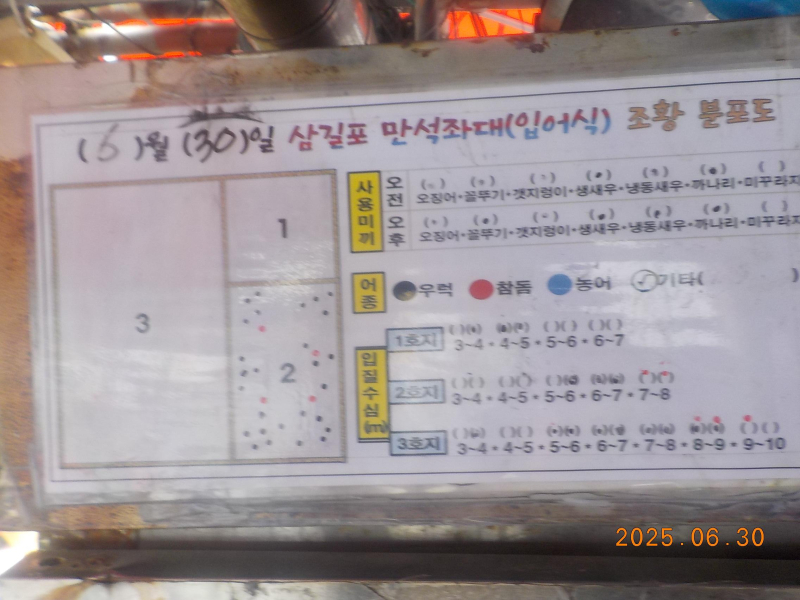 (6)월 (30)일 삼길포 만석좌대(입어식) 조황 분포도
1
2
3
사용미끼
오전 오징어·꼴뚜기·갯지렁이·생새우·냉동새우·까나리·미꾸라지
오후 오징어·꼴뚜기·갯지렁이·생새우·냉동새우·까나리·미꾸라지
어종 우럭 참돔 농어 기타( )
입질수심(m)
1호지 3~4·4~5·5~6·6~7
2호지 3~4·4~5·5~6·6~7·7~8
3호지 3~4·4~5·5~6·6~7·7~8·8~9·9~10
2025.06.30